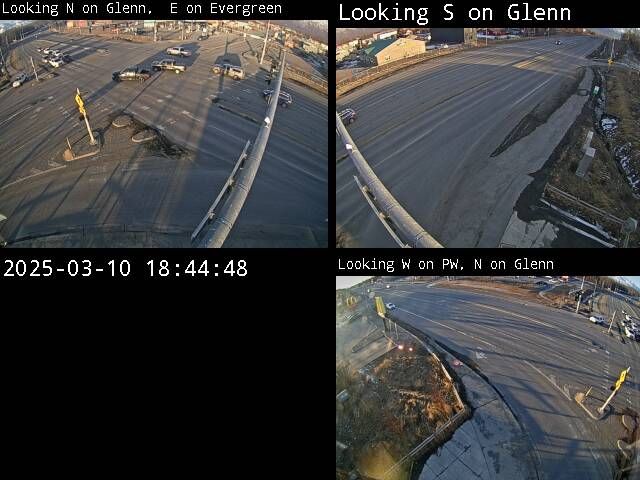 Looking N on Glenn, E on Evergreen
Looking S on Glenn
2025-03-10 18:44:48
Looking W on PW, N on Glenn